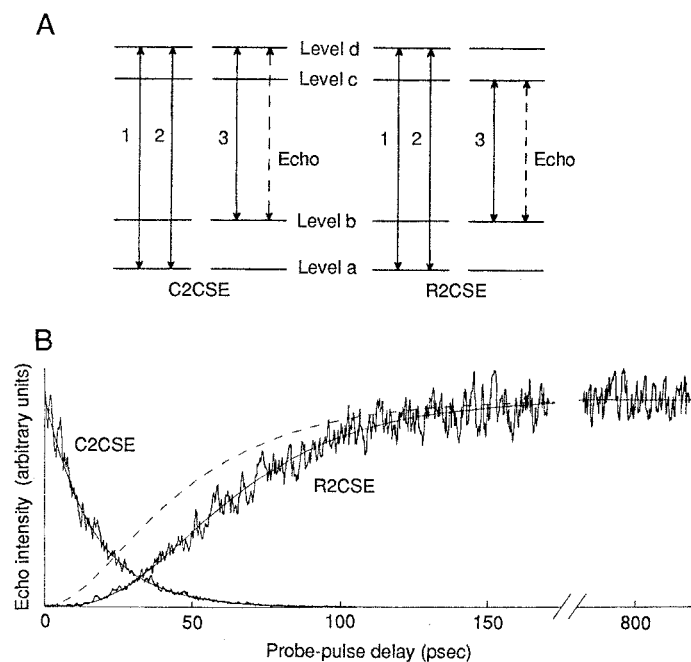 A
Level d
Level c
1 2 3 Echo 1 2 3 Echo
Level b
Level a
C2CSE R2CSE
B
Echo intensity (arbitrary units)
C2CSE
R2CSE
0 50 100 150 800
Probe-pulse delay (psec)